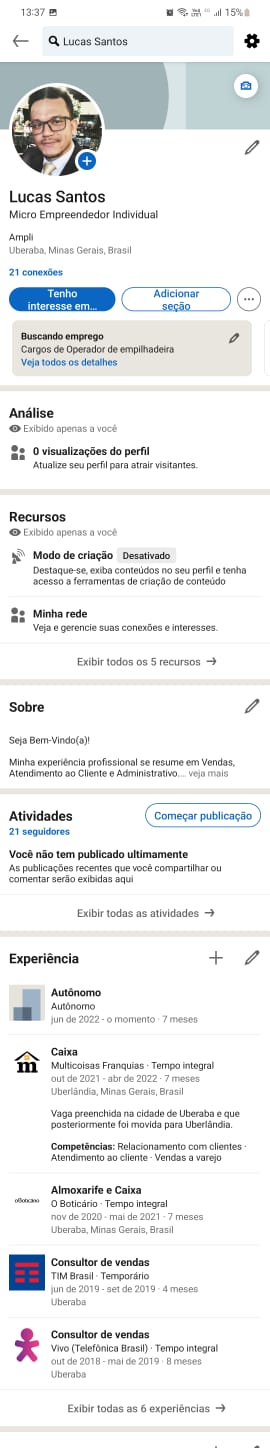 13:37
15%
Lucas Santos
Lucas Santos
Micro Empreendedor Individual
Ampli
Uberaba, Minas Gerais, Brasil
21 conexões
Tenho
interesse em...
Adicionar
seção
Buscando emprego
Cargos de Operador de empilhadeira
Veja todos os detalhes
Análise
Exibido apenas a você
0 visualizações do perfil
Atualize seu perfil para atrair visitantes.
Recursos
Exibido apenas a você
Modo de criação Desativado
Destaque-se, exiba conteúdos no seu perfil e tenha
acesso a ferramentas de criação de conteúdo
Minha rede
Veja e gerencie suas conexões e interesses.
Exibir todos os 5 recursos →
Sobre
Seja Bem-Vindo(a)!
Minha experiência profissional se resume em Vendas,
Atendimento ao Cliente e Administrativo... veja mais
Atividades
21 seguidores
Começar publicação
Você não tem publicado ultimamente
As publicações recentes que você compartilhar ou
comentar serão exibidas aqui
Exibir todas as atividades →
Experiência
Autônomo
Autônomo
jun de 2022 - o momento · 7 meses
m
Caixa
Multicoisas Franquias · Tempo integral
out de 2021 - abr de 2022 · 7 meses
Uberlândia, Minas Gerais, Brasil
Vaga preenchida na cidade de Uberaba e que
posteriormente foi movida para Uberlândia.
Competências: Relacionamento com clientes ·
Atendimento ao cliente · Vendas a varejo
oBoticário
Almoxarife e Caixa
O Boticário · Tempo integral
nov de 2020 - mai de 2021 · 7 meses
Uberaba, Minas Gerais, Brasil
Consultor de vendas
TIM Brasil · Temporário
jun de 2019 - set de 2019 · 4 meses
Uberaba
Consultor de vendas
Vivo (Telefônica Brasil) · Tempo integral
out de 2018 - mai de 2019 · 8 meses
Uberaba
Exibir todas as 6 experiências →